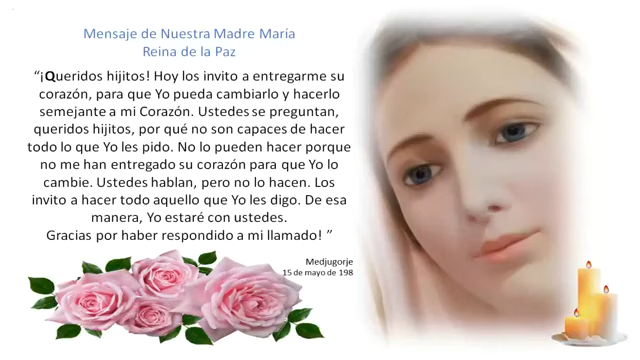 Mensaje de Nuestra Madre María
Reina de la Paz
“¡Queridos hijitos! Hoy los invito a entregarme su
corazón, para que Yo pueda cambiarlo y hacerlo
semejante a mi Corazón. Ustedes se preguntan,
queridos hijitos, por qué no son capaces de hacer
todo lo que Yo les pido. No lo pueden hacer porque
no me han entregado su corazón para que Yo lo
cambie. Ustedes hablan, pero no lo hacen. Los
invito a hacer todo aquello que Yo les digo. De esa
manera, Yo estaré con ustedes.
Gracias por haber respondido a mi llamado! ”
Medjugorje
15 de mayo de 198